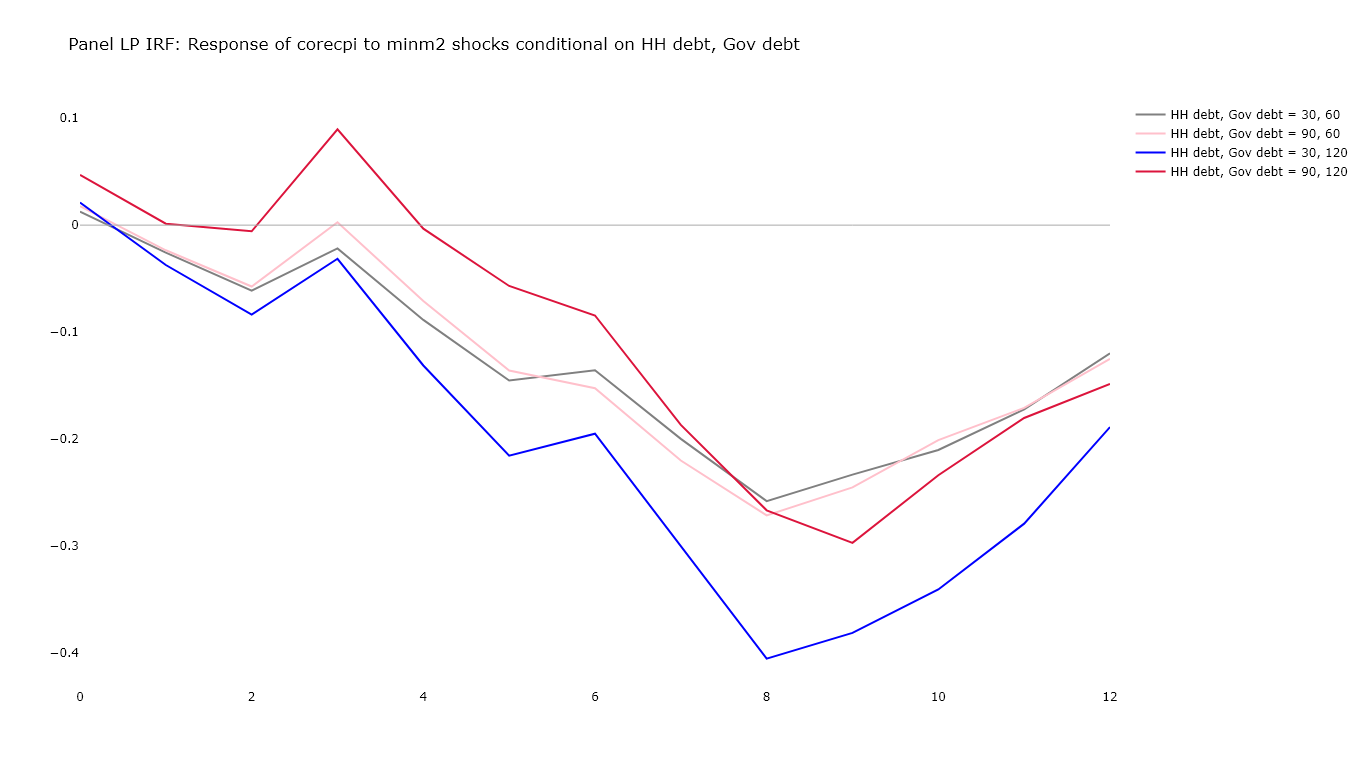 Panel LP IRF: Response of corecpi to minm2 shocks conditional on HH debt, Gov debt
HH debt, Gov debt = 30, 60
HH debt, Gov debt = 90, 60
HH debt, Gov debt = 30, 120
HH debt, Gov debt = 90, 120
0.1
0
−0.1
−0.2
−0.3
−0.4
0 2 4 6 8 10 12